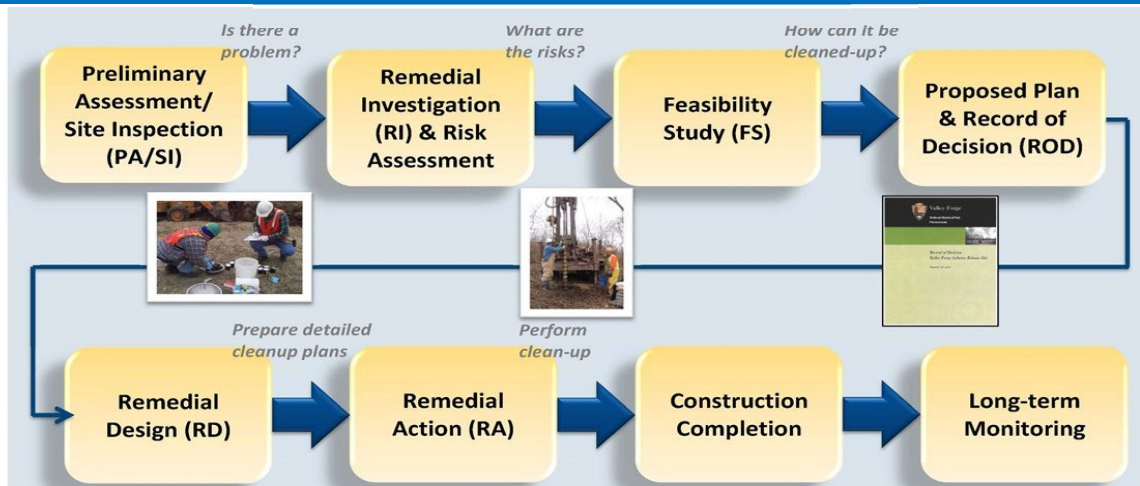 Is there a
problem?
What are
the risks?
How can it be
cleaned-up?
Preliminary
Assessment/
Site Inspection
(PA/SI)
Remedial
Investigation
(RI) & Risk
Assessment
Feasibility
Study (FS)
Proposed Plan
& Record of
Decision (ROD)
Valley Forge
Record of Decision
Prepare detailed
cleanup plans
Perform
clean-up
Remedial
Design (RD)
Remedial
Action (RA)
Construction
Completion
Long-term
Monitoring